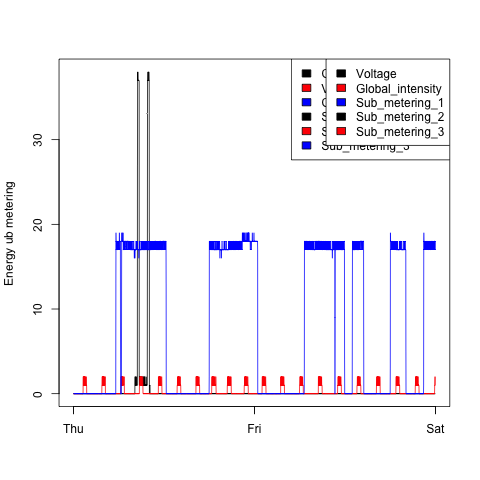 Voltage
Global_intensity
Sub_metering_1
Sub_metering_2
Sub_metering_3
Sub_metering_3
Energy ub metering
30
20
10
0
Thu
Fri
Sat